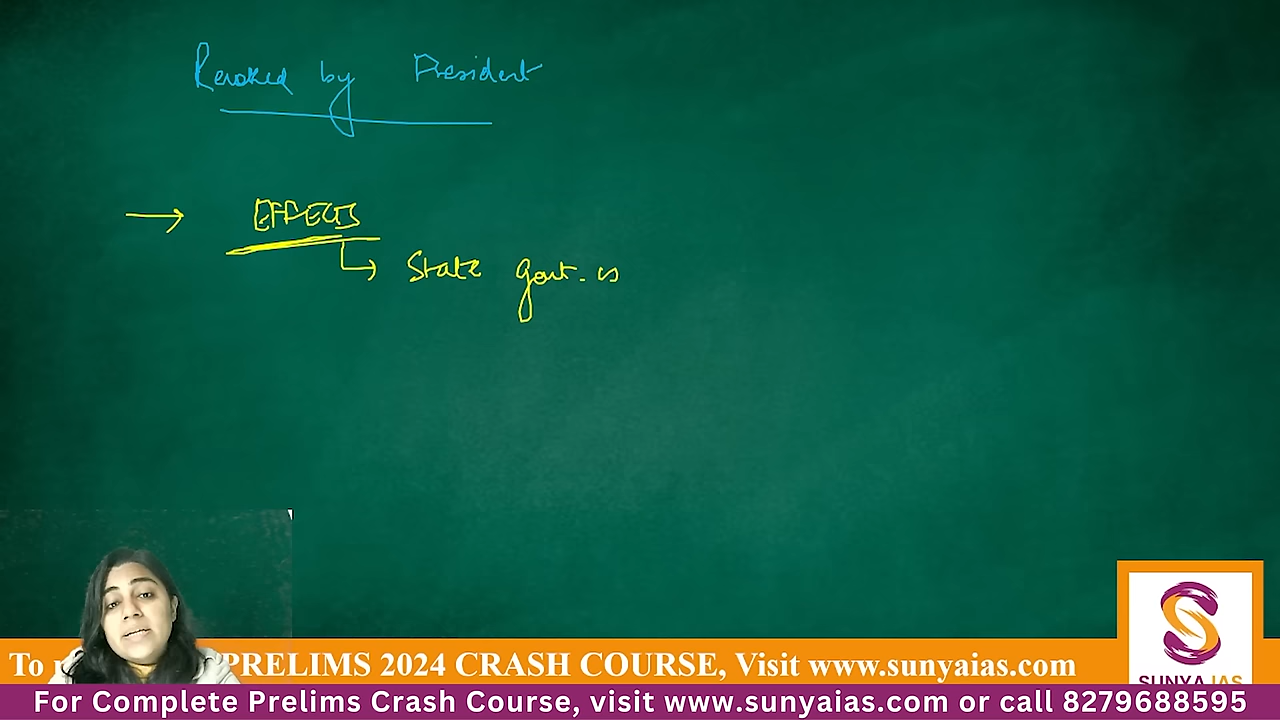 Revoked by President
→ EFFECTS
↳ State govt. is
To PRELIMS 2024 CRASH COURSE, Visit www.sunyaias.com
SUNYA IAS
For Complete Prelims Crash Course, visit www.sunyaias.com or call 8279688595